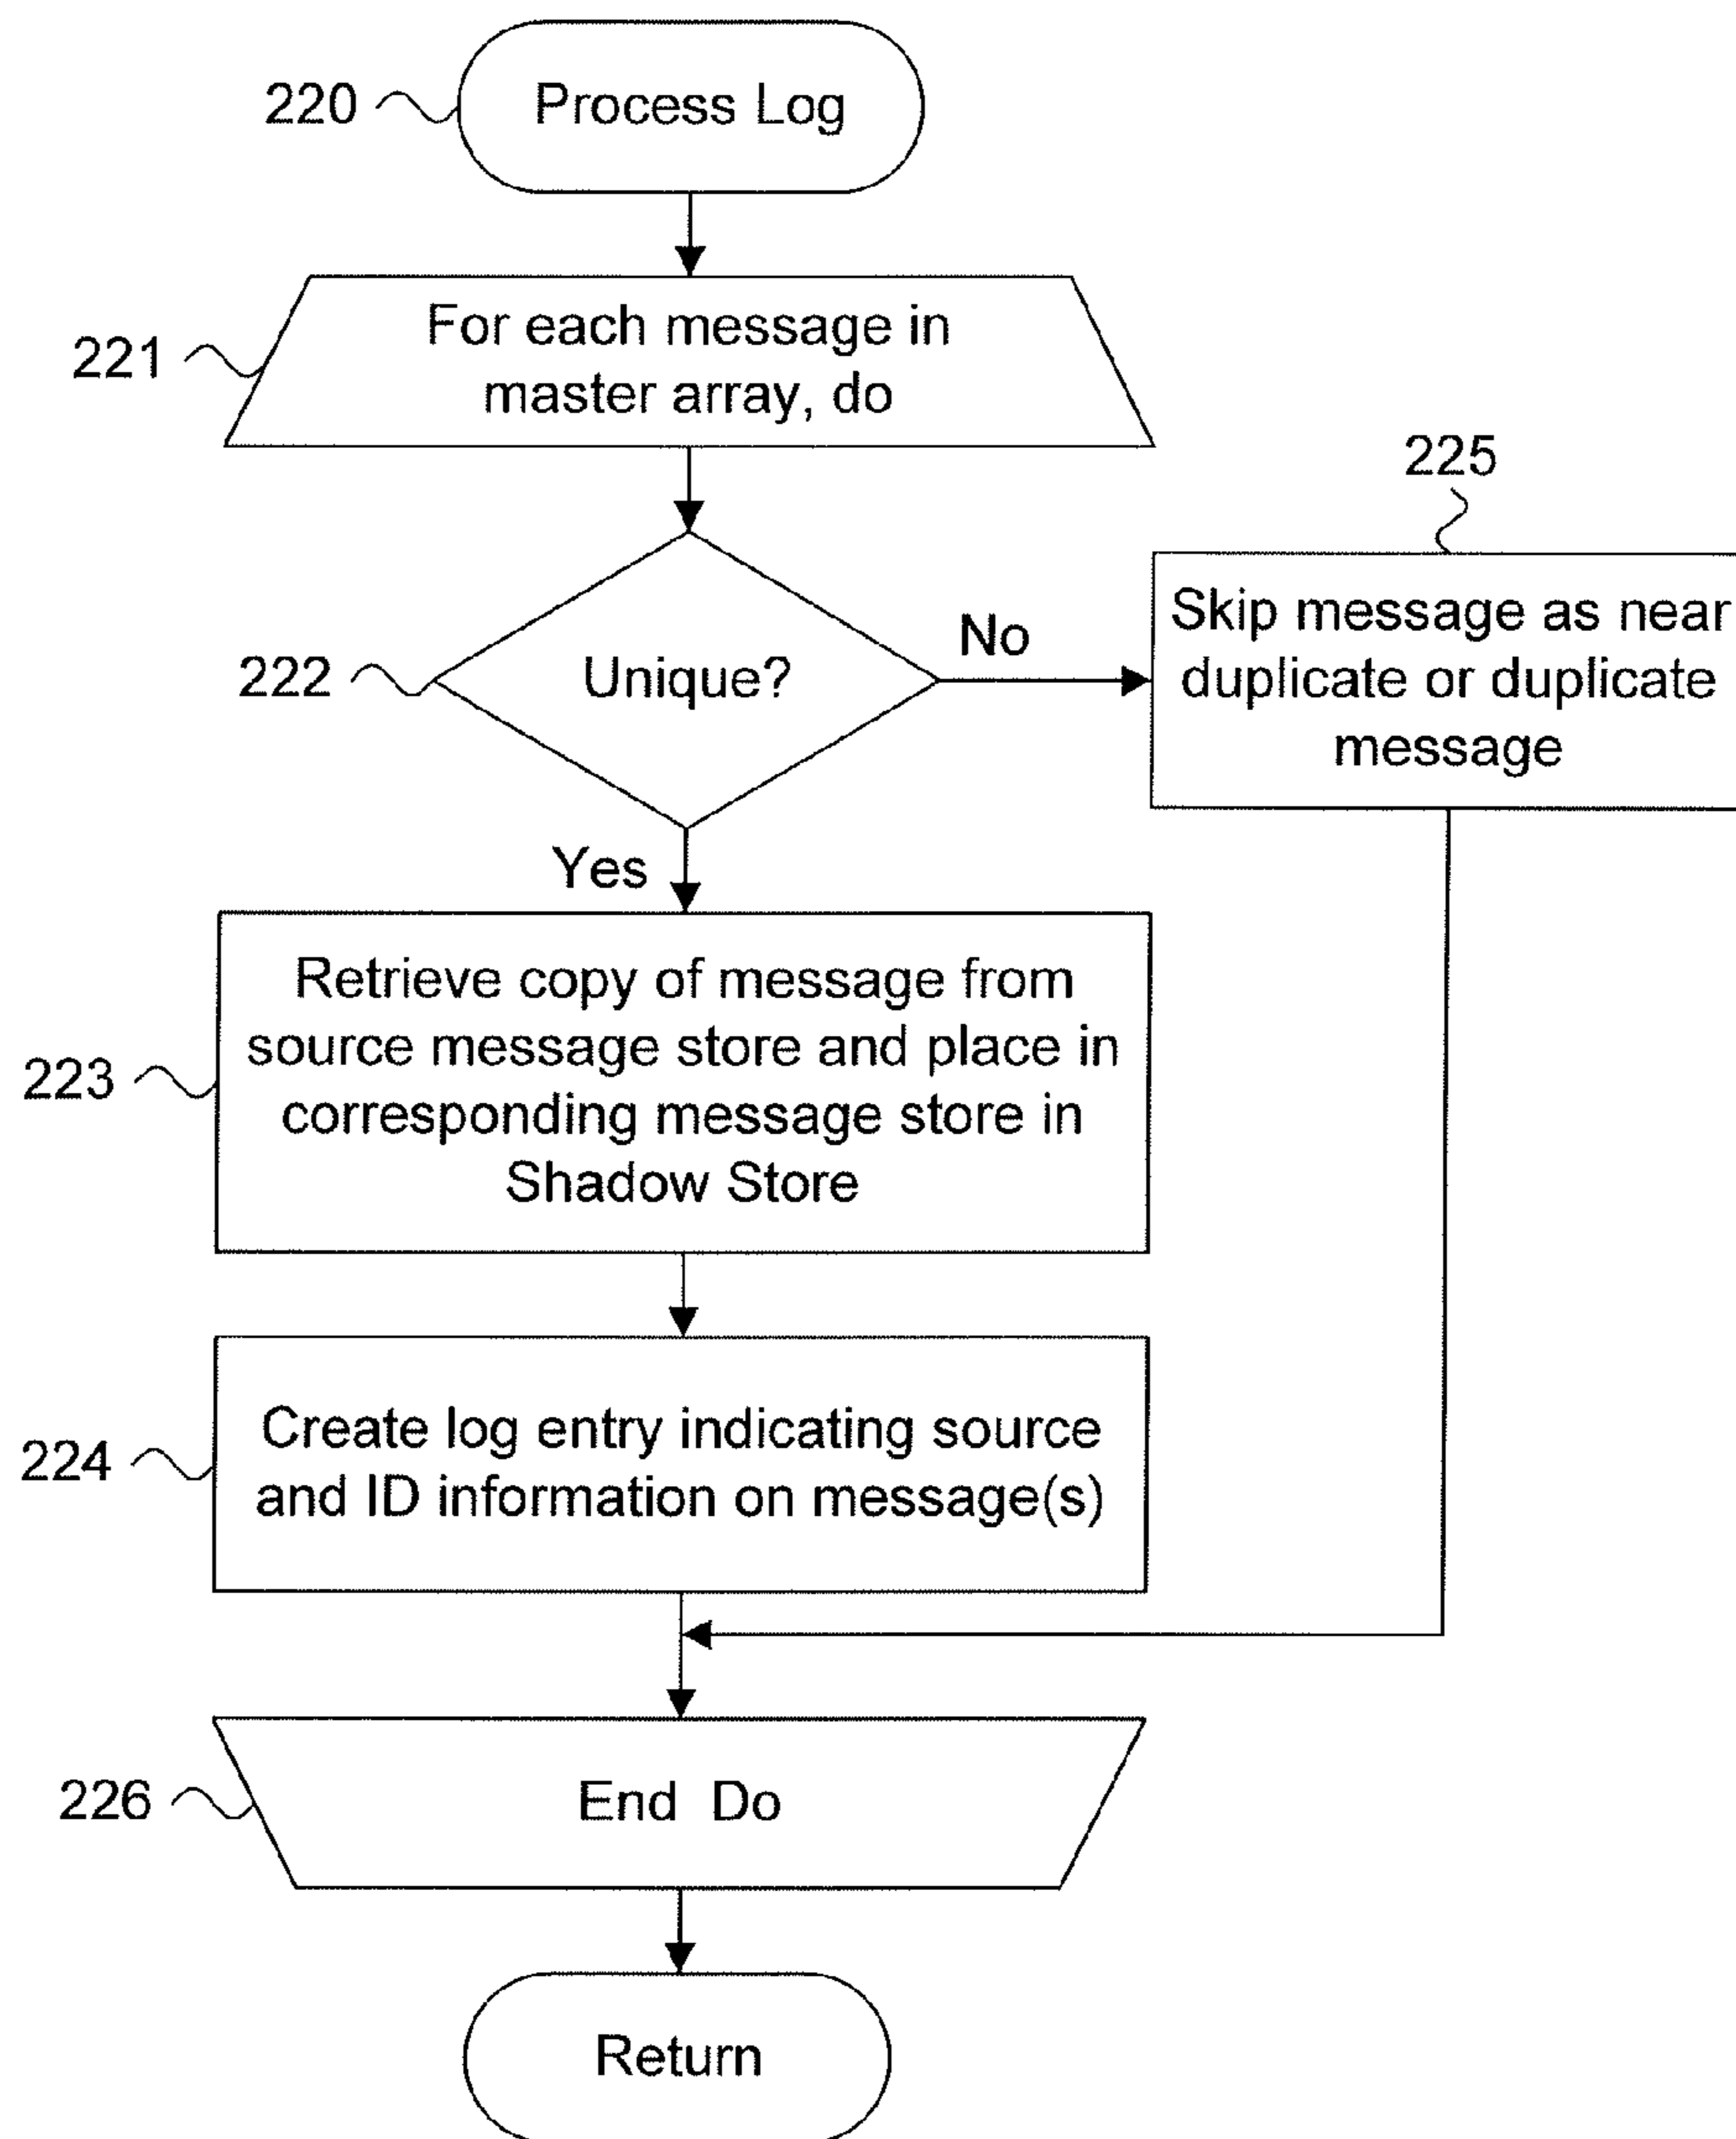 220
Process Log
221
For each message in
master array, do
225
222
Unique?
No
Skip message as near
duplicate or duplicate
message
Yes
223
Retrieve copy of message from
source message store and place in
corresponding message store in
Shadow Store
224
Create log entry indicating source
and ID information on message(s)
226
End Do
Return